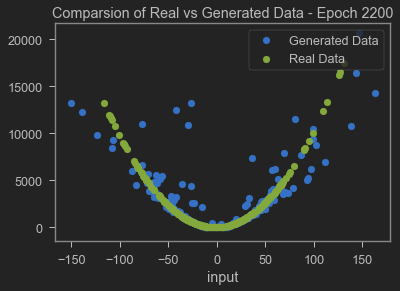 Comparsion of Real vs Generated Data - Epoch 2200
Generated Data
Real Data
20000
15000
10000
5000
0
−150 −100 −50 0 50 100 150
input